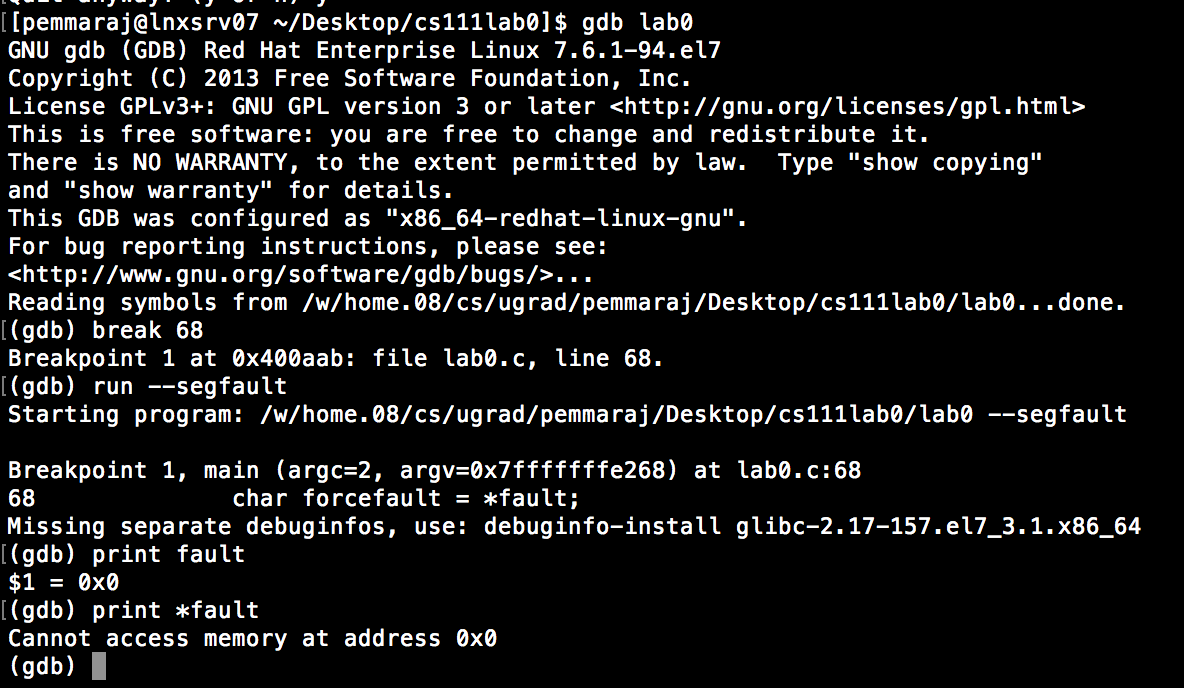 Quit anyway? (y or n) y
[[pemmaraj@lnxsrv07 ~/Desktop/cs111lab0]$ gdb lab0
GNU gdb (GDB) Red Hat Enterprise Linux 7.6.1-94.el7
Copyright (C) 2013 Free Software Foundation, Inc.
License GPLv3+: GNU GPL version 3 or later <http://gnu.org/licenses/gpl.html>
This is free software: you are free to change and redistribute it.
There is NO WARRANTY, to the extent permitted by law.  Type "show copying"
and "show warranty" for details.
This GDB was configured as "x86_64-redhat-linux-gnu".
For bug reporting instructions, please see:
<http://www.gnu.org/software/gdb/bugs/>...
Reading symbols from /w/home.08/cs/ugrad/pemmaraj/Desktop/cs111lab0/lab0...done.
[(gdb) break 68
Breakpoint 1 at 0x400aab: file lab0.c, line 68.
[(gdb) run --segfault
Starting program: /w/home.08/cs/ugrad/pemmaraj/Desktop/cs111lab0/lab0 --segfault
Breakpoint 1, main (argc=2, argv=0x7fffffffe268) at lab0.c:68
68	    char forcefault = *fault;
Missing separate debuginfos, use: debuginfo-install glibc-2.17-157.el7_3.1.x86_64
[(gdb) print fault
$1 = 0x0
[(gdb) print *fault
Cannot access memory at address 0x0
(gdb)